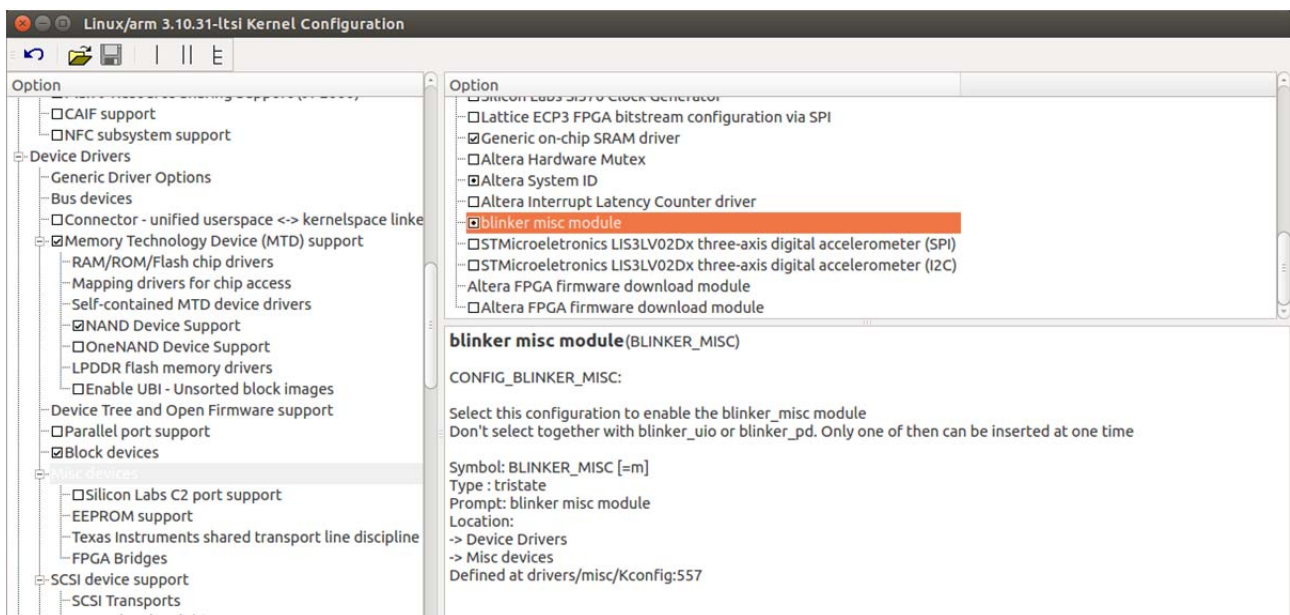 Linux/arm 3.10.31-ltsi Kernel Configuration
Option
CAIF support
NFC subsystem support
Device Drivers
Generic Driver Options
Bus devices
Connector - unified userspace <-> kernelspace linke
Memory Technology Device (MTD) support
RAM/ROM/Flash chip drivers
Mapping drivers for chip access
Self-contained MTD device drivers
NAND Device Support
OneNAND Device Support
LPDDR flash memory drivers
Enable UBI - Unsorted block images
Device Tree and Open Firmware support
Parallel port support
Block devices
Misc devices
Silicon Labs C2 port support
EEPROM support
Texas Instruments shared transport line discipline
FPGA Bridges
SCSI device support
SCSI Transports
Option
Silicon Labs Si570 Clock Generator
Lattice ECP3 FPGA bitstream configuration via SPI
Generic on-chip SRAM driver
Altera Hardware Mutex
Altera System ID
Altera Interrupt Latency Counter driver
blinker misc module
STMicroeletronics LIS3LV02Dx three-axis digital accelerometer (SPI)
STMicroeletronics LIS3LV02Dx three-axis digital accelerometer (I2C)
Altera FPGA firmware download module
Altera FPGA firmware download module
blinker misc module(BLINKER_MISC)
CONFIG_BLINKER_MISC:
Select this configuration to enable the blinker_misc module
Don't select together with blinker_uio or blinker_pd. Only one of then can be inserted at one time
Symbol: BLINKER_MISC [=m]
Type : tristate
Prompt: blinker misc module
Location:
-> Device Drivers
-> Misc devices
Defined at drivers/misc/Kconfig:557